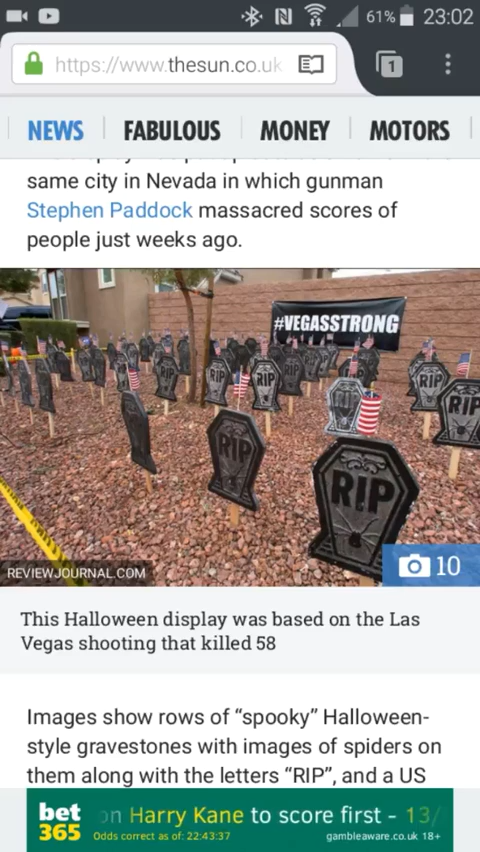 61% 23:02
https://www.thesun.co.uk
1
NEWS FABULOUS MONEY MOTORS
same city in Nevada in which gunman
Stephen Paddock massacred scores of
people just weeks ago.
#VEGASSTRONG
RIP
RIP
RIP
RIP
RIP
RIP
RIP
REVIEWJOURNAL.COM
10
This Halloween display was based on the Las
Vegas shooting that killed 58
Images show rows of “spooky” Halloween-
style gravestones with images of spiders on
them along with the letters “RIP”, and a US
bet
365
on Harry Kane to score first - 13/
Odds correct as of: 22:43:37
gambleaware.co.uk 18+